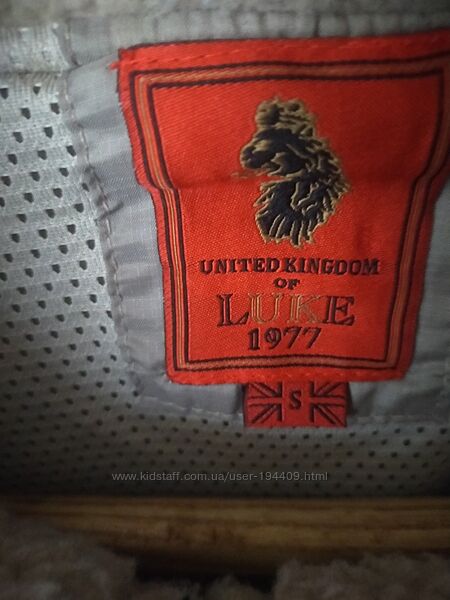 UNITED KINGDOM
OF
LUKE
1977
S
www.kidstaff.com.ua/user-194409.html